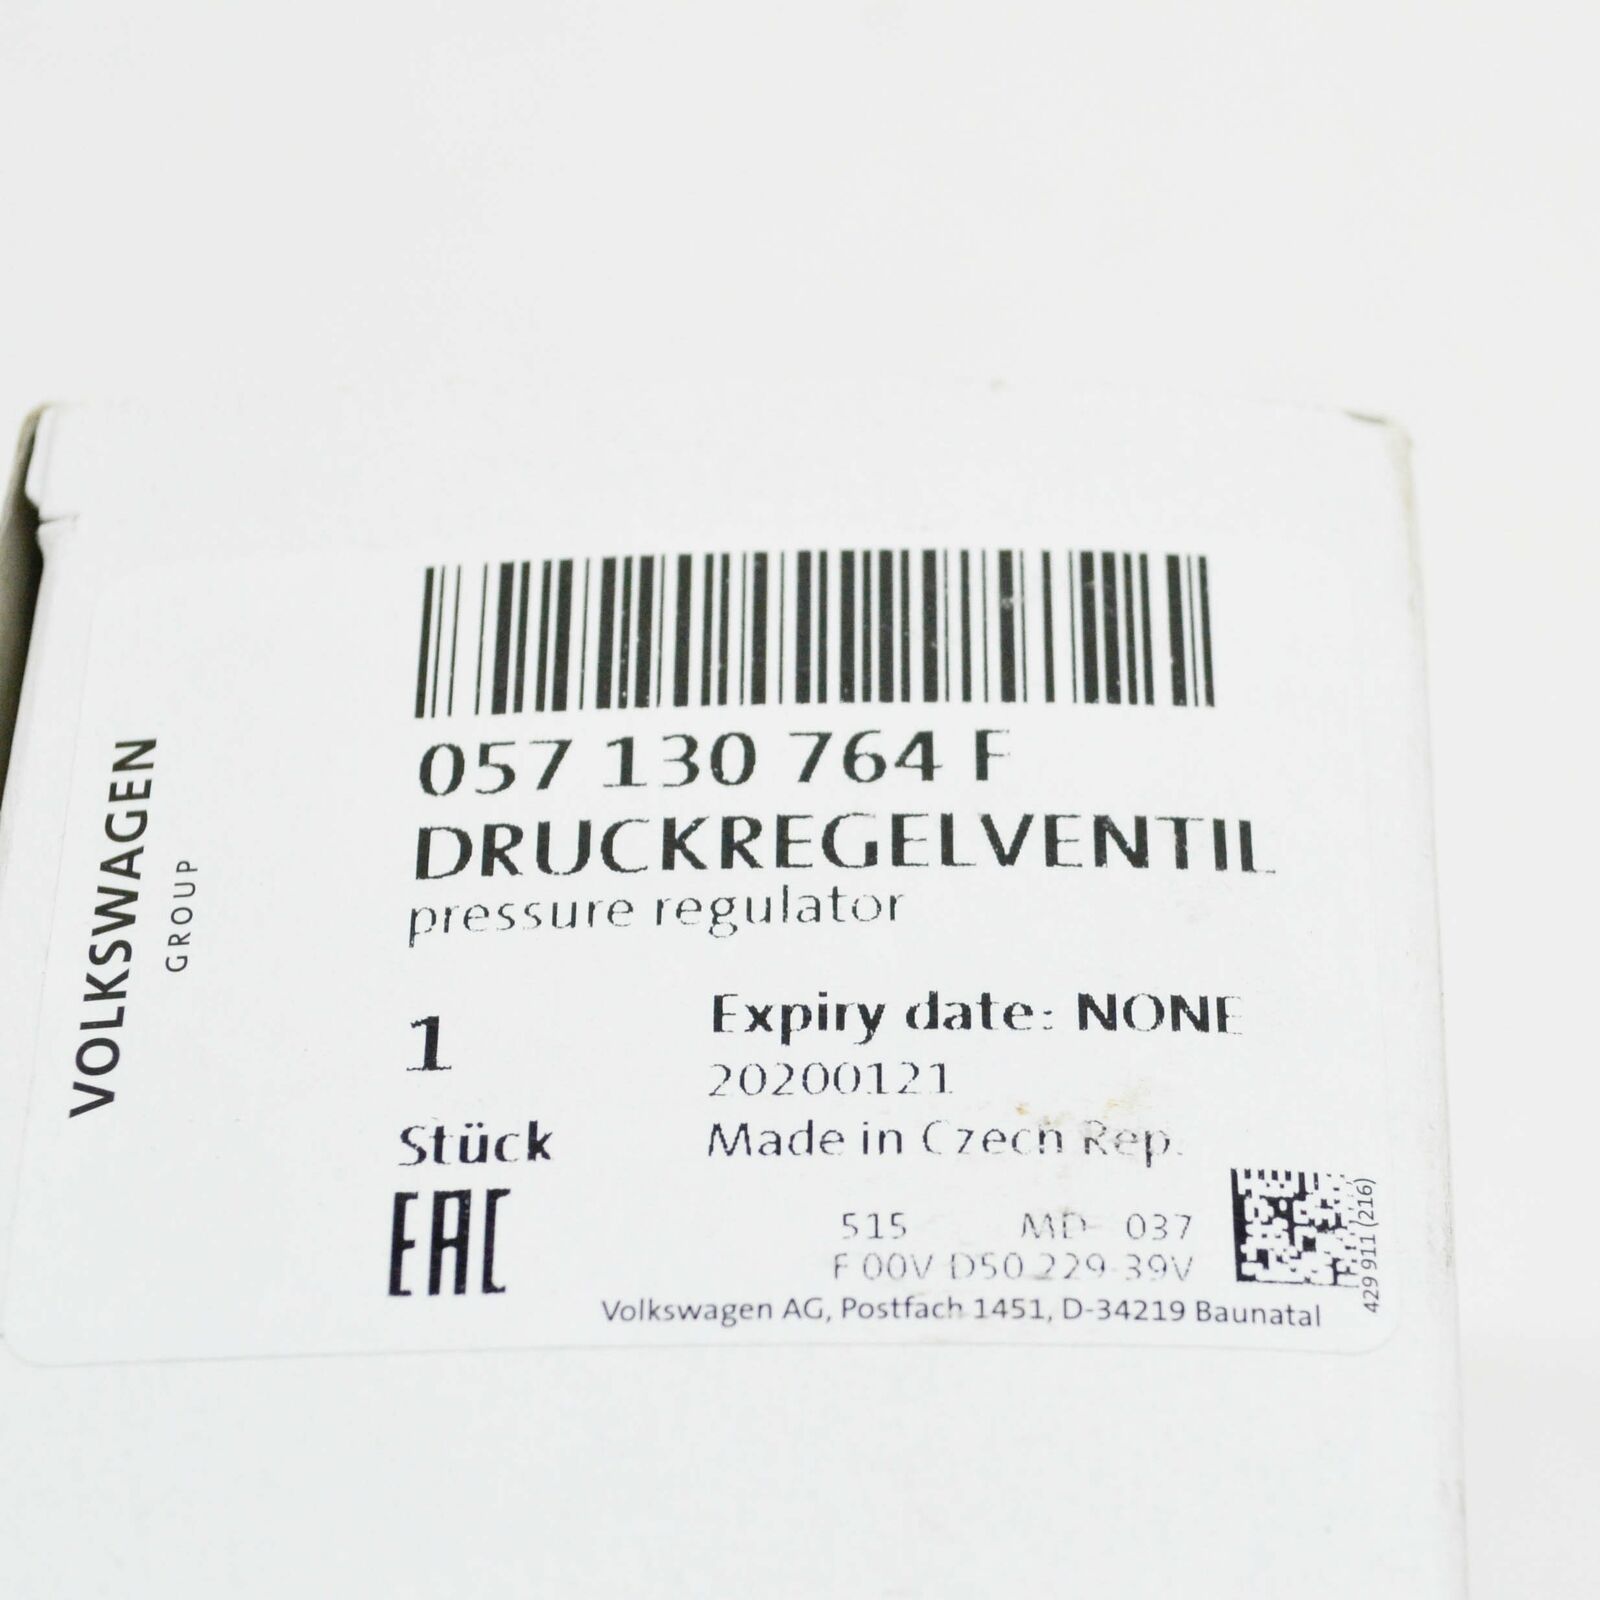 VOLKSWAGEN
GROUP
057 130 764 F
DRUCKREGELVENTIL
pressure regulator
1
Stück
Expiry date: NONE
20200121
Made in Czech Rep.
EAC
515 MD- 037
F 00V D50 229-39V
Volkswagen AG, Postfach 1451, D-34219 Baunatal
429 911 (216)